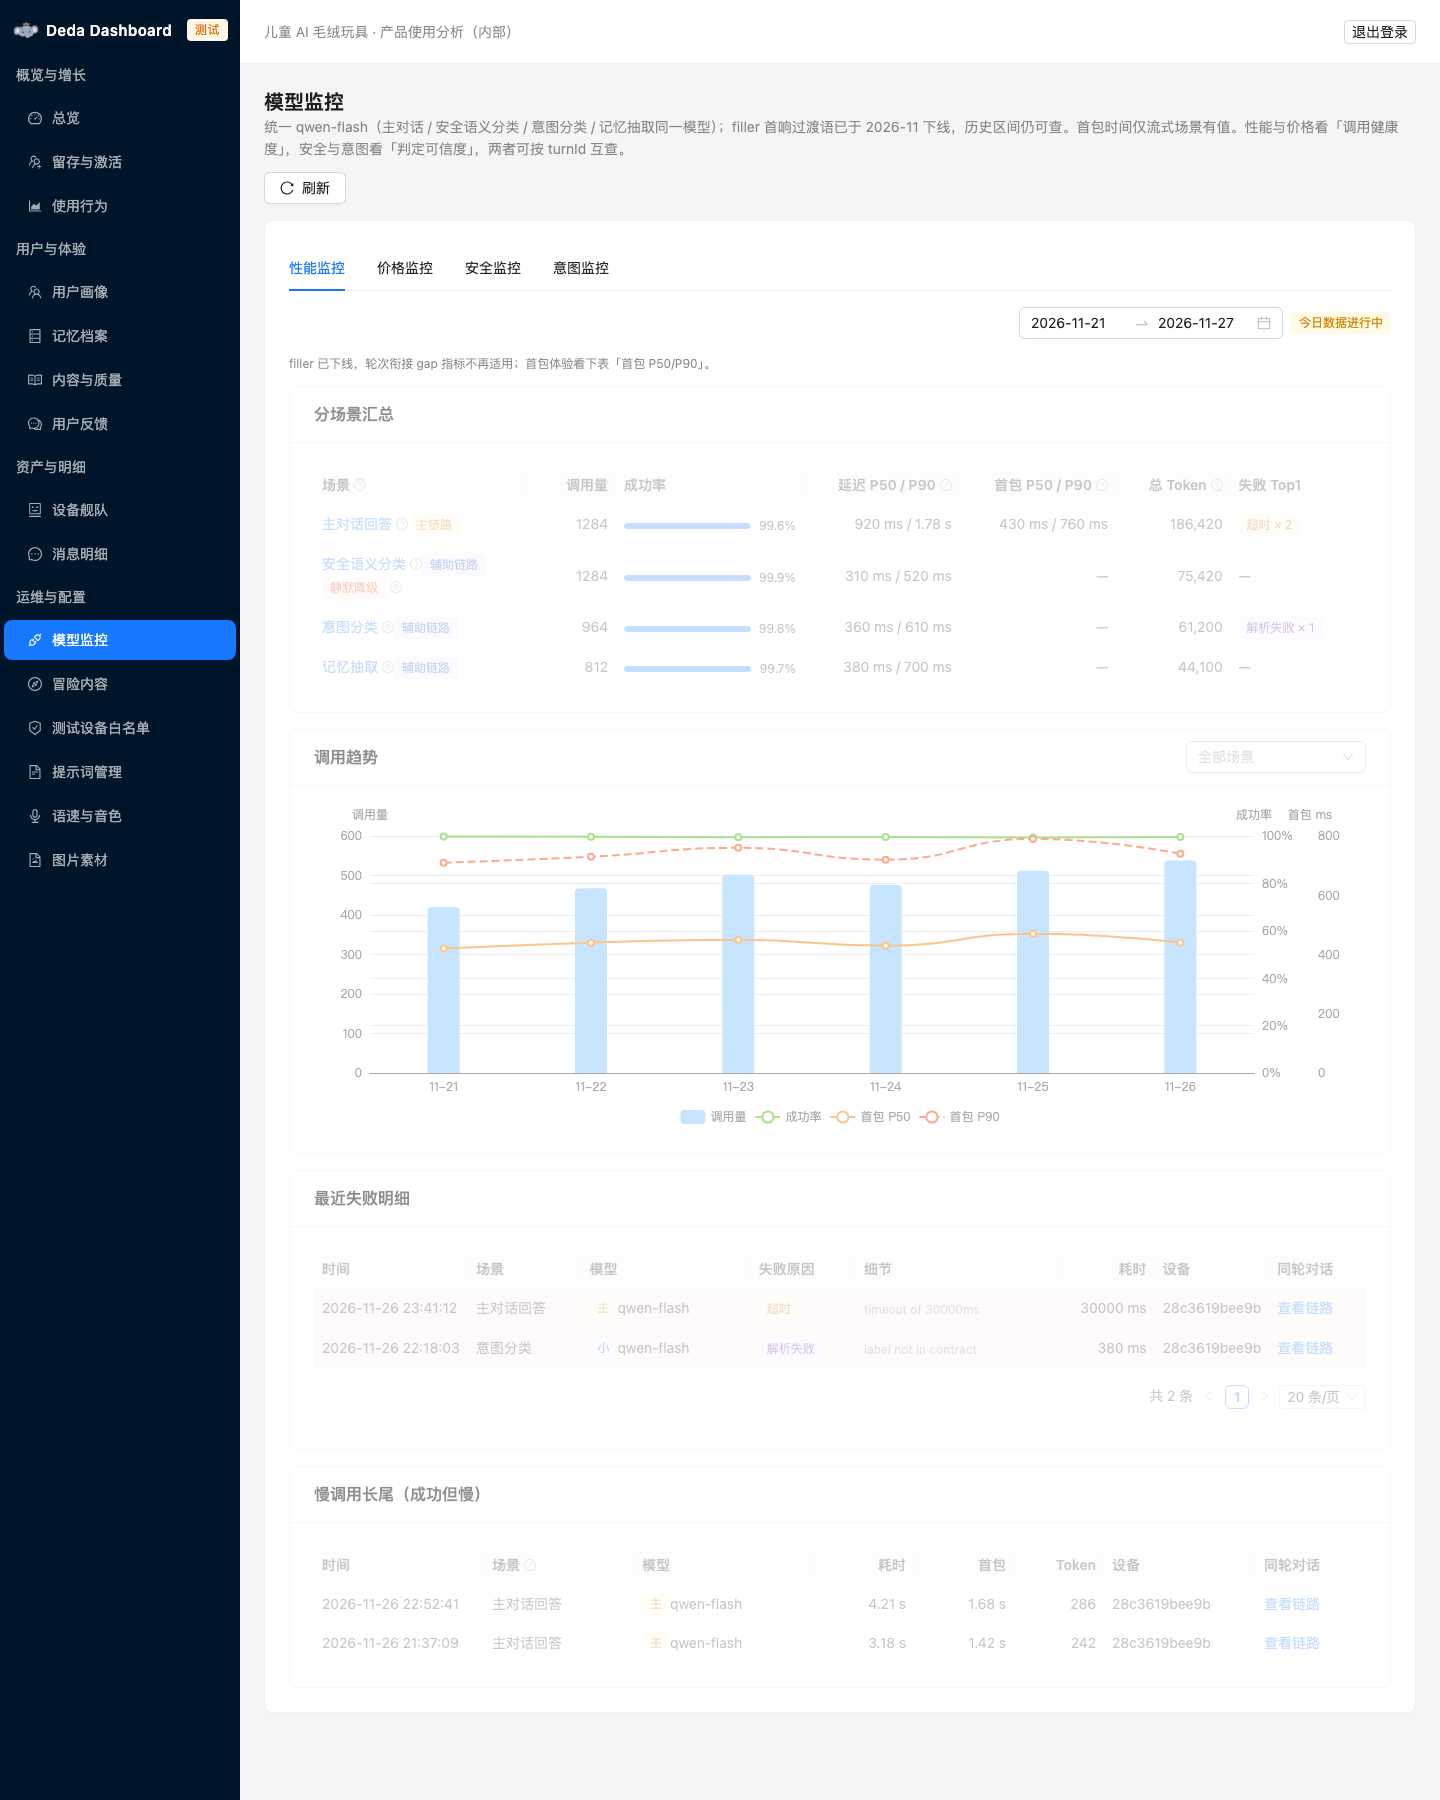 Deda Dashboard 测试
概览与增长
总览
留存与激活
使用行为
用户与体验
用户画像
记忆档案
内容与质量
用户反馈
资产与明细
设备舰队
消息明细
运维与配置
模型监控
冒险内容
测试设备白名单
提示词管理
语速与音色
图片素材
儿童 AI 毛绒玩具 · 产品使用分析（内部）
退出登录
模型监控
统一 qwen-flash（主对话 / 安全语义分类 / 意图分类 / 记忆抽取同一模型）；filler 首响过渡语已于 2026-11 下线，历史区间仍可查。首包时间仅流式场景有值。性能与价格看「调用健康
度」，安全与意图看「判定可信度」，两者可按 turnId 互查。
刷新
性能监控 价格监控 安全监控 意图监控
2026-11-21 2026-11-27 今日数据进行中
filler 已下线，轮次衔接 gap 指标不再适用；首包体验看下表「首包 P50/P90」。
分场景汇总
场景 调用量 成功率 延迟 P50 / P90 首包 P50 / P90 总 Token 失败 Top1
主对话回答 主链路 1284 99.6% 920 ms / 1.78 s 430 ms / 760 ms 186,420 超时 × 2
安全语义分类 辅助链路 静默降级 1284 99.9% 310 ms / 520 ms — 75,420 —
意图分类 辅助链路 964 99.8% 360 ms / 610 ms — 61,200 解析失败 × 1
记忆抽取 辅助链路 812 99.7% 380 ms / 700 ms — 44,100 —
调用趋势 全部场景
调用量 成功率 首包 ms
600 100% 800
500 80% 600
400 60% 400
300 40% 200
200 20% 0
100 0%
0
11-21 11-22 11-23 11-24 11-25 11-26
调用量 成功率 首包 P50 首包 P90
最近失败明细
时间 场景 模型 失败原因 细节 耗时 设备 同轮对话
2026-11-26 23:41:12 主对话回答 主 qwen-flash 超时 timeout of 30000ms 30000 ms 28c3619bee9b 查看链路
2026-11-26 22:18:03 意图分类 小 qwen-flash 解析失败 label not in contract 380 ms 28c3619bee9b 查看链路
共 2 条 < 1 > 20 条/页
慢调用长尾（成功但慢）
时间 场景 模型 耗时 首包 Token 设备 同轮对话
2026-11-26 22:52:41 主对话回答 主 qwen-flash 4.21 s 1.68 s 286 28c3619bee9b 查看链路
2026-11-26 21:37:09 主对话回答 主 qwen-flash 3.18 s 1.42 s 242 28c3619bee9b 查看链路